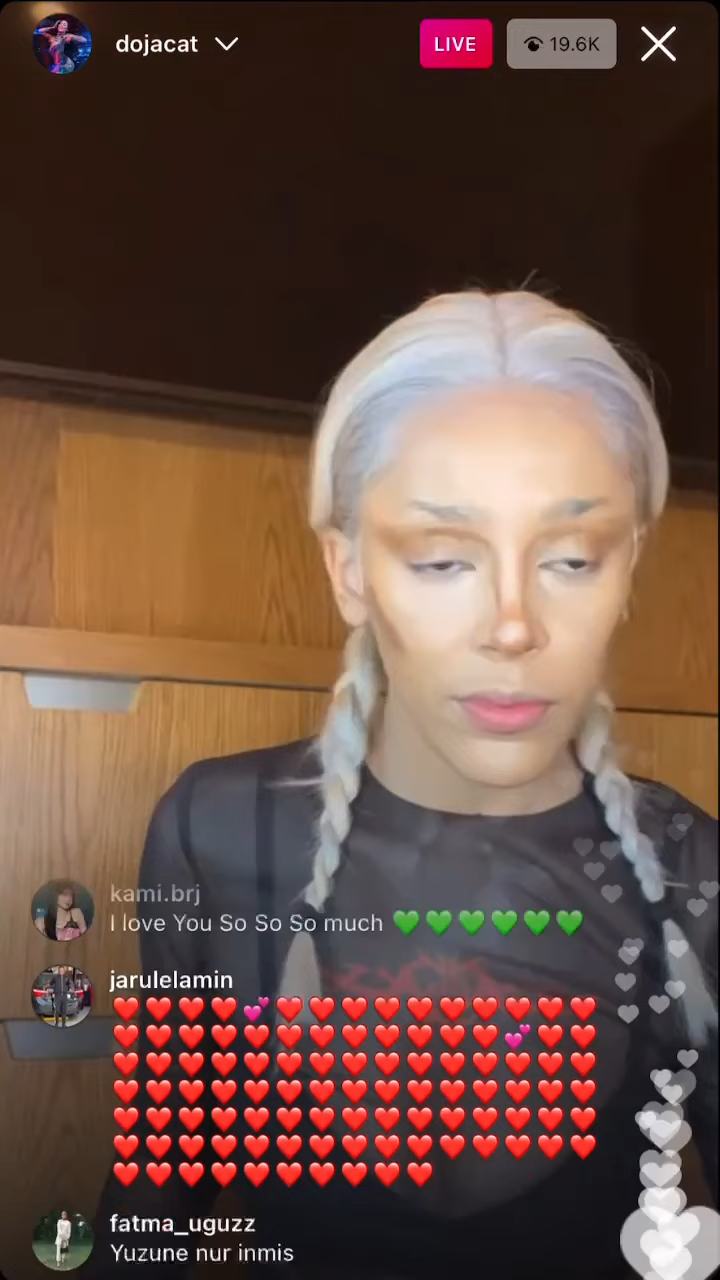 dojacat
LIVE
19.6K
kami.brj
I love You So So So much 💚💚💚💚💚💚
jarulelamin
❤️❤️❤️❤️💕❤️❤️❤️❤️❤️❤️❤️❤️❤️❤️
❤️❤️❤️❤️❤️❤️❤️❤️❤️❤️❤️❤️💕❤️❤️
❤️❤️❤️❤️❤️❤️❤️❤️❤️❤️❤️❤️❤️❤️❤️
❤️❤️❤️❤️❤️❤️❤️❤️❤️❤️❤️❤️❤️❤️❤️
❤️❤️❤️❤️❤️❤️❤️❤️❤️❤️❤️❤️❤️❤️❤️
❤️❤️❤️❤️❤️❤️❤️❤️❤️❤️❤️❤️❤️❤️❤️
❤️❤️❤️❤️❤️❤️❤️❤️❤️❤️
fatma_uguzz
Yuzune nur inmis